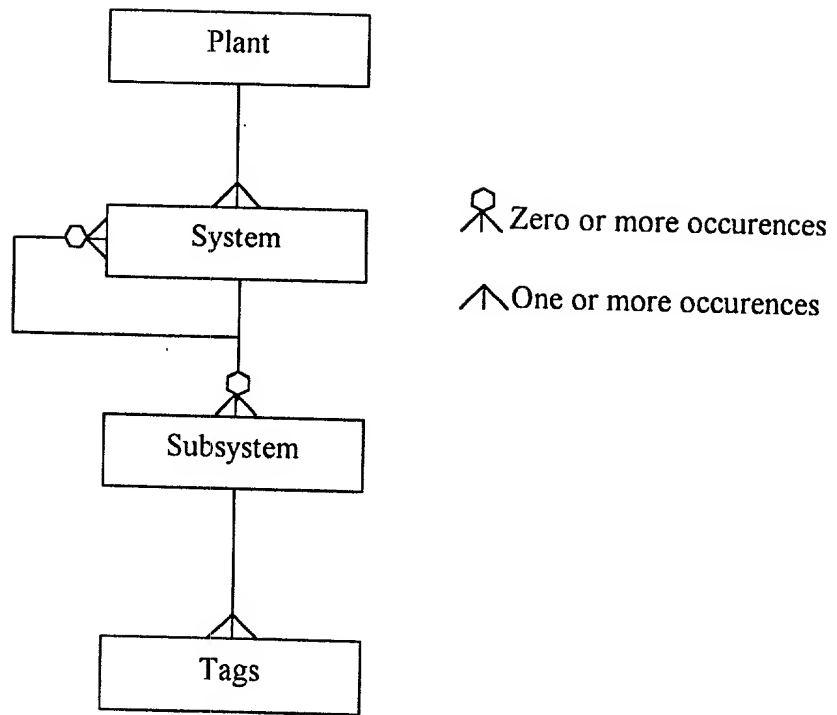 Plant
System
Zero or more occurences
One or more occurences
Subsystem
Tags